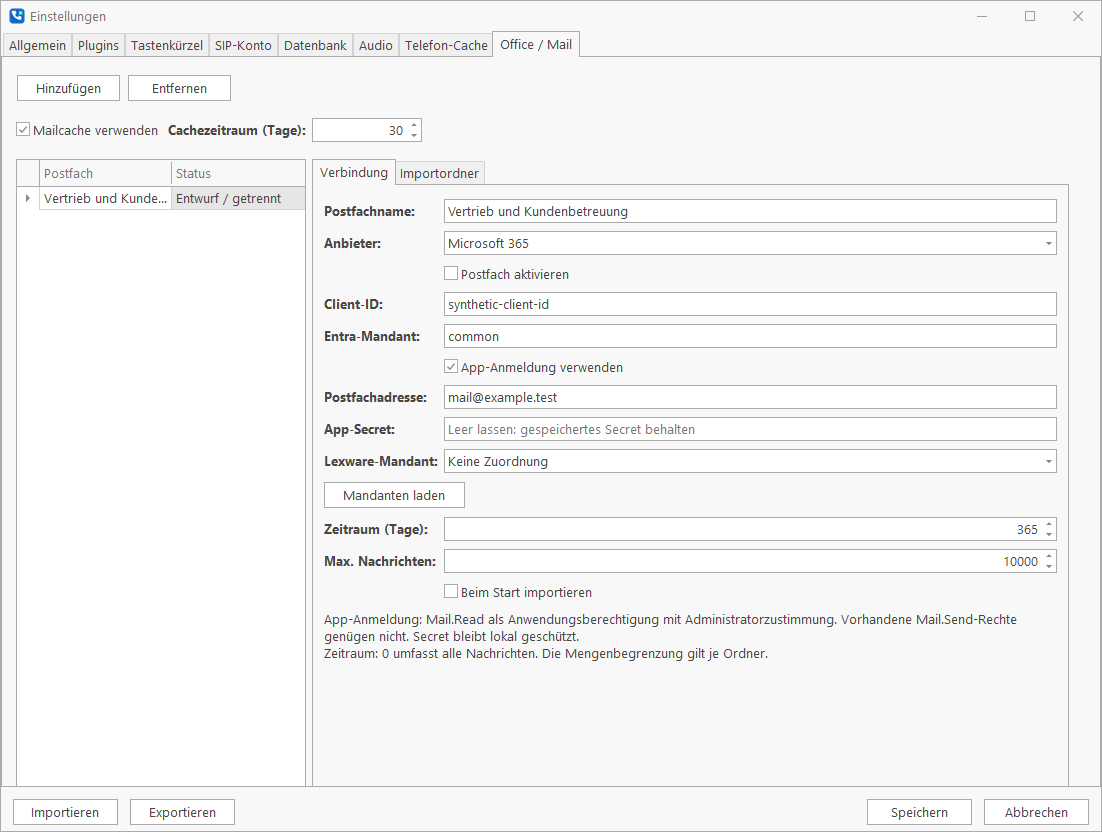 Einstellungen
Allgemein Plugins Tastenkürzel SIP-Konto Datenbank Audio Telefon-Cache Office / Mail
Hinzufügen Entfernen
Mailcache verwenden Cachezeitraum (Tage): 30
Postfach Status
Vertrieb und Kunde... Entwurf / getrennt
Verbindung Importordner
Postfachname: Vertrieb und Kundenbetreuung
Anbieter: Microsoft 365
Postfach aktivieren
Client-ID: synthetic-client-id
Entra-Mandant: common
App-Anmeldung verwenden
Postfachadresse: mail@example.test
App-Secret: Leer lassen: gespeichertes Secret behalten
Lexware-Mandant: Keine Zuordnung
Mandanten laden
Zeitraum (Tage): 365
Max. Nachrichten: 10000
Beim Start importieren
App-Anmeldung: Mail.Read als Anwendungsberechtigung mit Administratorzustimmung. Vorhandene Mail.Send-Rechte
genügen nicht. Secret bleibt lokal geschützt.
Zeitraum: 0 umfasst alle Nachrichten. Die Mengenbegrenzung gilt je Ordner.
Importieren Exportieren Speichern Abbrechen